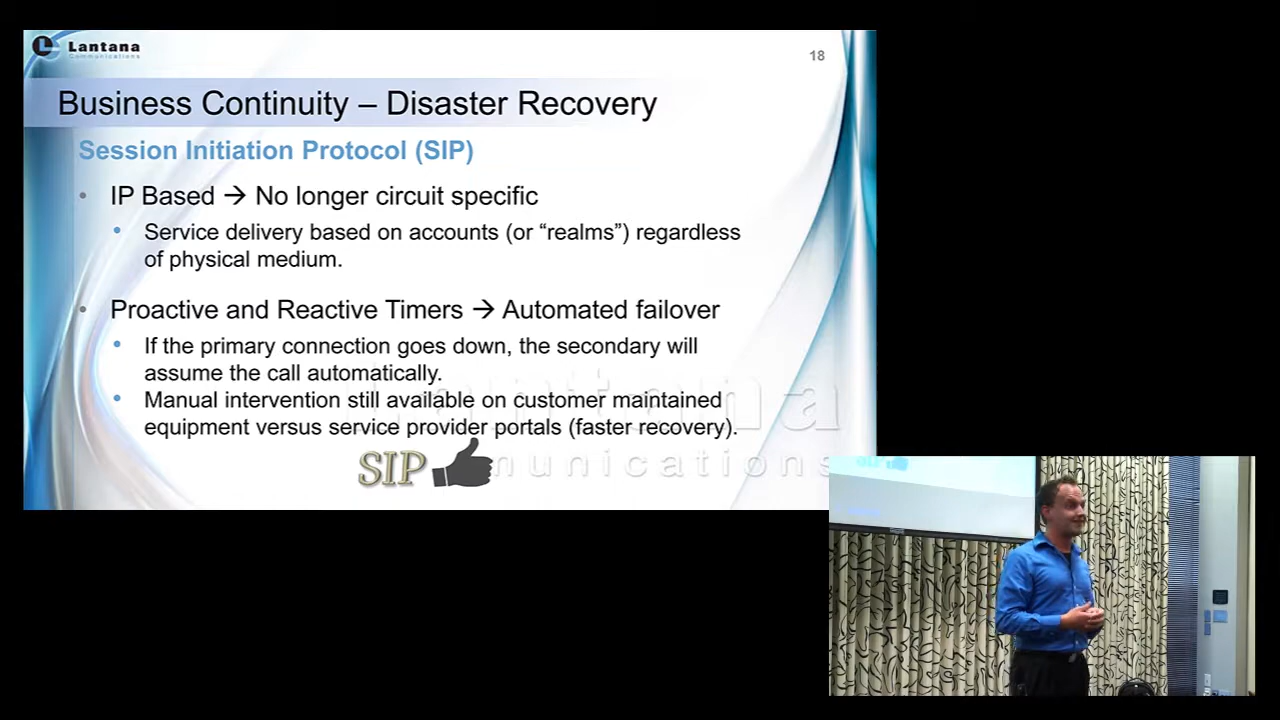 Lantana
Communications
18
Business Continuity – Disaster Recovery
Session Initiation Protocol (SIP)
• IP Based → No longer circuit specific
• Service delivery based on accounts (or “realms”) regardless
of physical medium.
• Proactive and Reactive Timers → Automated failover
• If the primary connection goes down, the secondary will
assume the call automatically.
• Manual intervention still available on customer maintained
equipment versus service provider portals (faster recovery).
Lantana
SIP
munications